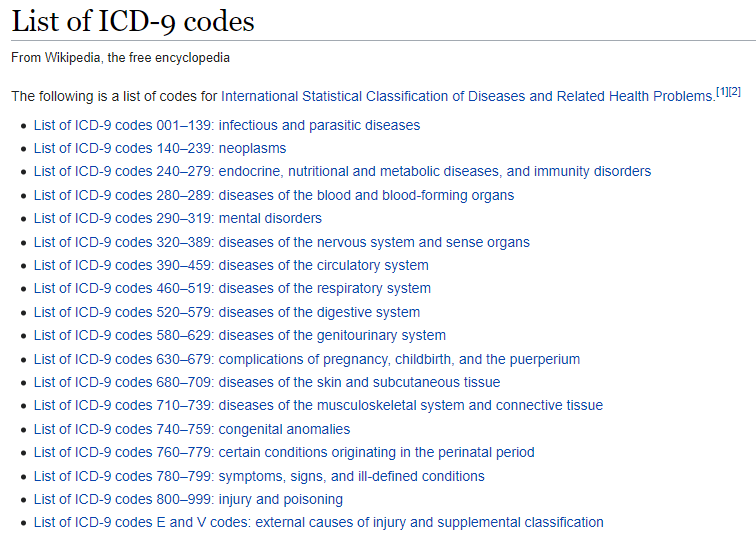 List of ICD-9 codes
From Wikipedia, the free encyclopedia
The following is a list of codes for International Statistical Classification of Diseases and Related Health Problems.[1][2]
• List of ICD-9 codes 001–139: infectious and parasitic diseases
• List of ICD-9 codes 140–239: neoplasms
• List of ICD-9 codes 240–279: endocrine, nutritional and metabolic diseases, and immunity disorders
• List of ICD-9 codes 280–289: diseases of the blood and blood-forming organs
• List of ICD-9 codes 290–319: mental disorders
• List of ICD-9 codes 320–389: diseases of the nervous system and sense organs
• List of ICD-9 codes 390–459: diseases of the circulatory system
• List of ICD-9 codes 460–519: diseases of the respiratory system
• List of ICD-9 codes 520–579: diseases of the digestive system
• List of ICD-9 codes 580–629: diseases of the genitourinary system
• List of ICD-9 codes 630–679: complications of pregnancy, childbirth, and the puerperium
• List of ICD-9 codes 680–709: diseases of the skin and subcutaneous tissue
• List of ICD-9 codes 710–739: diseases of the musculoskeletal system and connective tissue
• List of ICD-9 codes 740–759: congenital anomalies
• List of ICD-9 codes 760–779: certain conditions originating in the perinatal period
• List of ICD-9 codes 780–799: symptoms, signs, and ill-defined conditions
• List of ICD-9 codes 800–999: injury and poisoning
• List of ICD-9 codes E and V codes: external causes of injury and supplemental classification